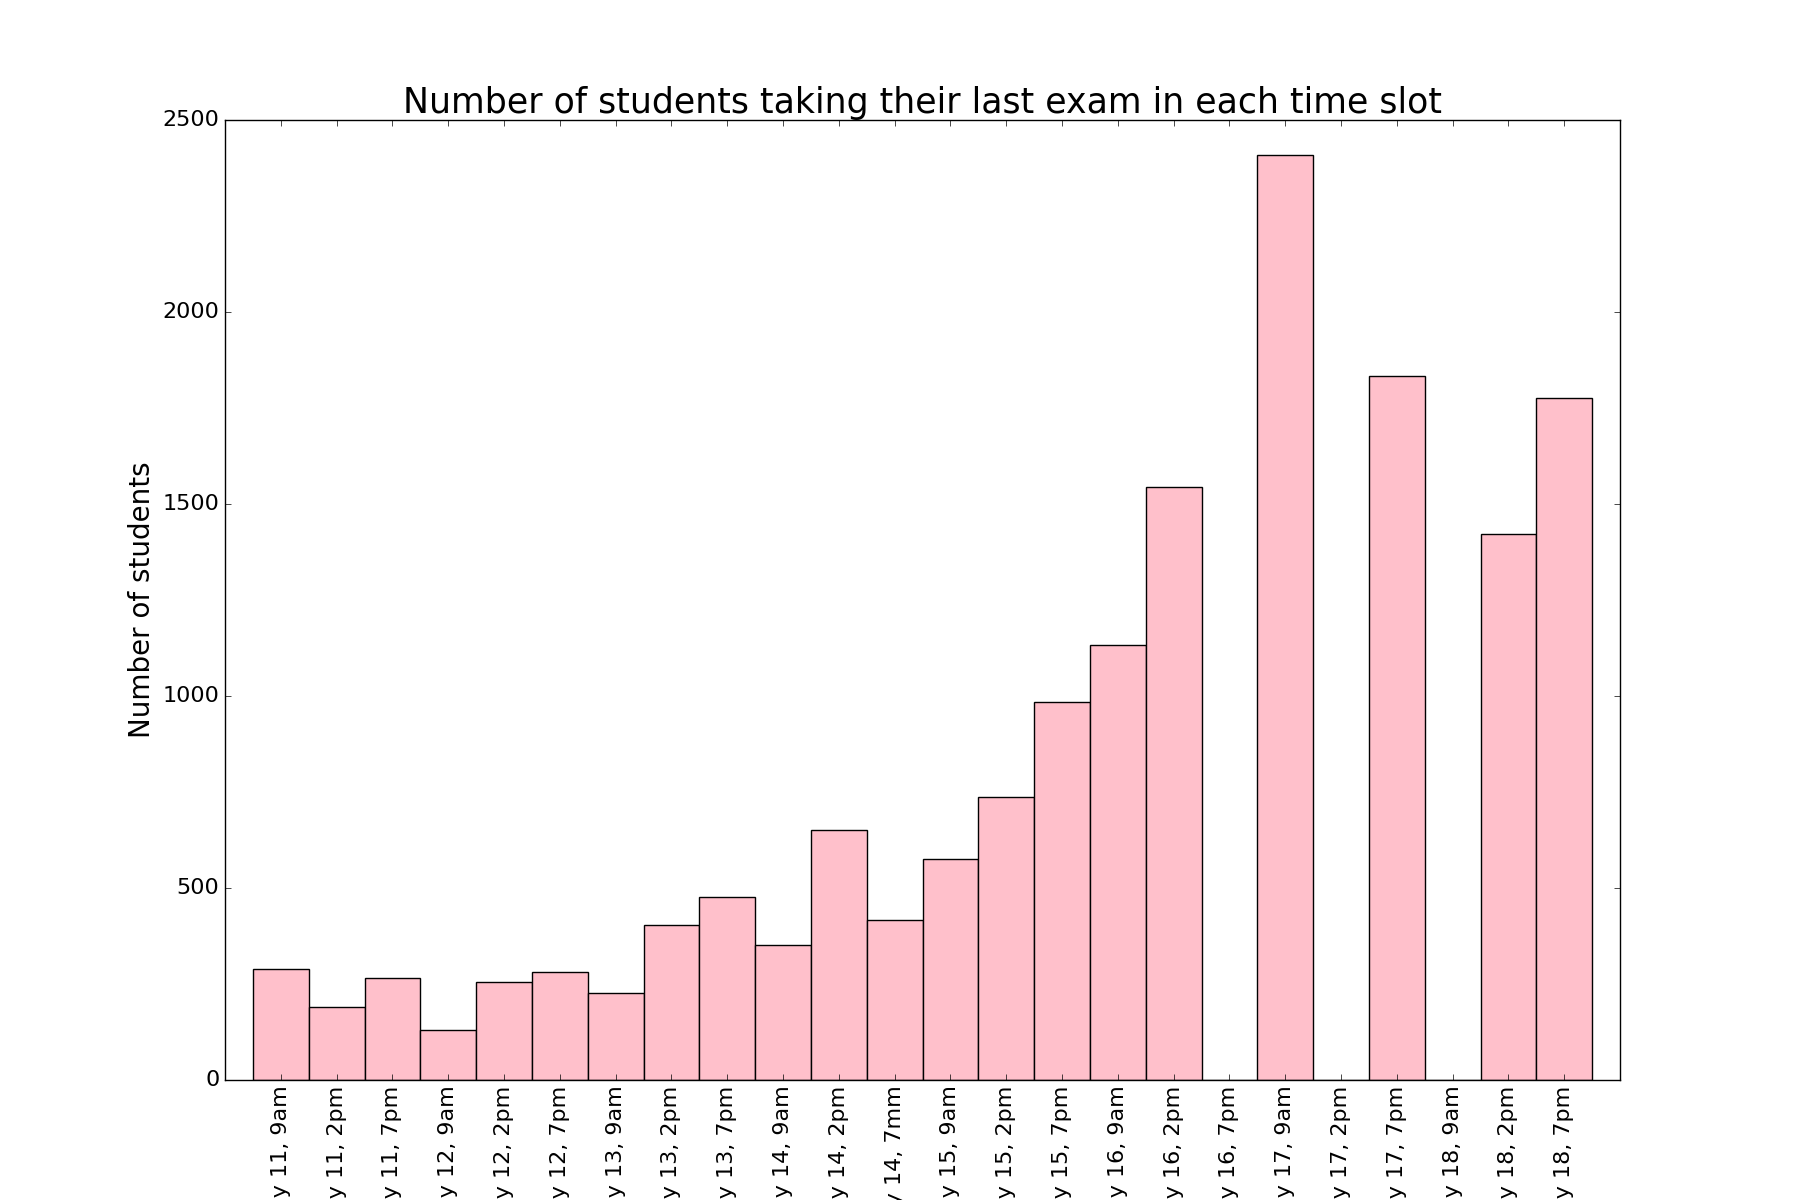 Number of students taking their last exam in each time slot
Number of students
2500
2000
1500
1000
500
0
y 11, 9am
y 11, 2pm
y 11, 7pm
y 12, 9am
y 12, 2pm
y 12, 7pm
y 13, 9am
y 13, 2pm
y 13, 7pm
y 14, 9am
y 14, 2pm
y 14, 7mm
y 15, 9am
y 15, 2pm
y 15, 7pm
y 16, 9am
y 16, 2pm
y 16, 7pm
y 17, 9am
y 17, 2pm
y 17, 7pm
y 18, 9am
y 18, 2pm
y 18, 7pm